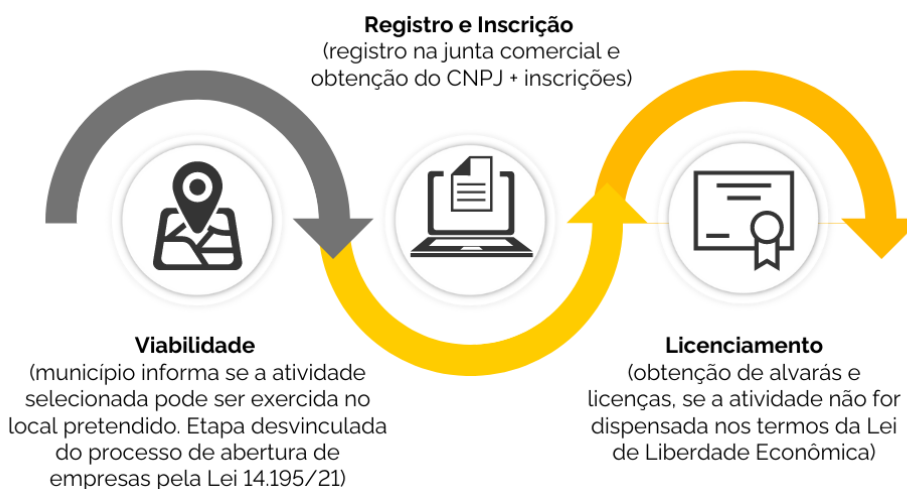 Registro e Inscrição
(registro na junta comercial e
obtenção do CNPJ + inscrições)
Viabilidade
(município informa se a atividade
selecionada pode ser exercida no
local pretendido. Etapa desvinculada
do processo de abertura de
empresas pela Lei 14.195/21)
Licenciamento
(obtenção de alvarás e
licenças, se a atividade não for
dispensada nos termos da Lei
de Liberdade Econômica)